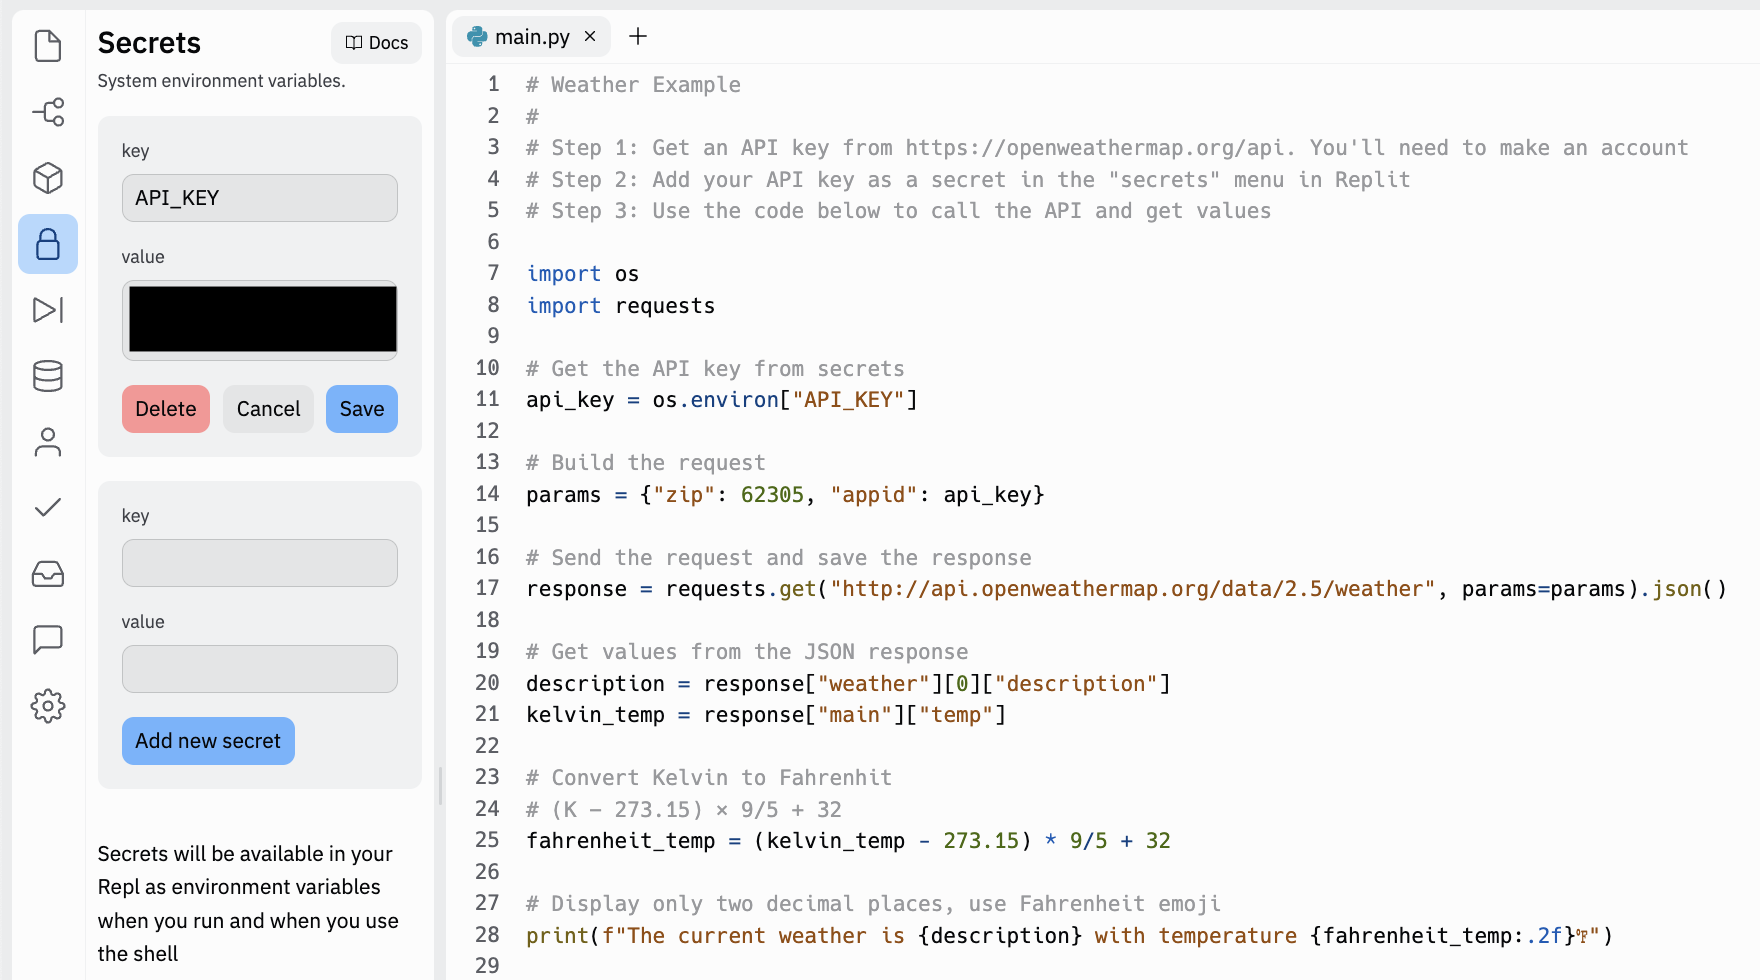 Secrets
Docs
System environment variables.
key
API_KEY
value
Delete
Cancel
Save
key
value
Add new secret
Secrets will be available in your
Repl as environment variables
when you run and when you use
the shell
main.py ×
1 # Weather Example
2 #
3 # Step 1: Get an API key from https://openweathermap.org/api. You'll need to make an account
4 # Step 2: Add your API key as a secret in the "secrets" menu in Replit
5 # Step 3: Use the code below to call the API and get values
6
7 import os
8 import requests
9
10 # Get the API key from secrets
11 api_key = os.environ["API_KEY"]
12
13 # Build the request
14 params = {"zip": 62305, "appid": api_key}
15
16 # Send the request and save the response
17 response = requests.get("http://api.openweathermap.org/data/2.5/weather", params=params).json()
18
19 # Get values from the JSON response
20 description = response["weather"][0]["description"]
21 kelvin_temp = response["main"]["temp"]
22
23 # Convert Kelvin to Fahrenhit
24 # (K − 273.15) × 9/5 + 32
25 fahrenheit_temp = (kelvin_temp - 273.15) * 9/5 + 32
26
27 # Display only two decimal places, use Fahrenheit emoji
28 print(f"The current weather is {description} with temperature {fahrenheit_temp:.2f}℉")
29